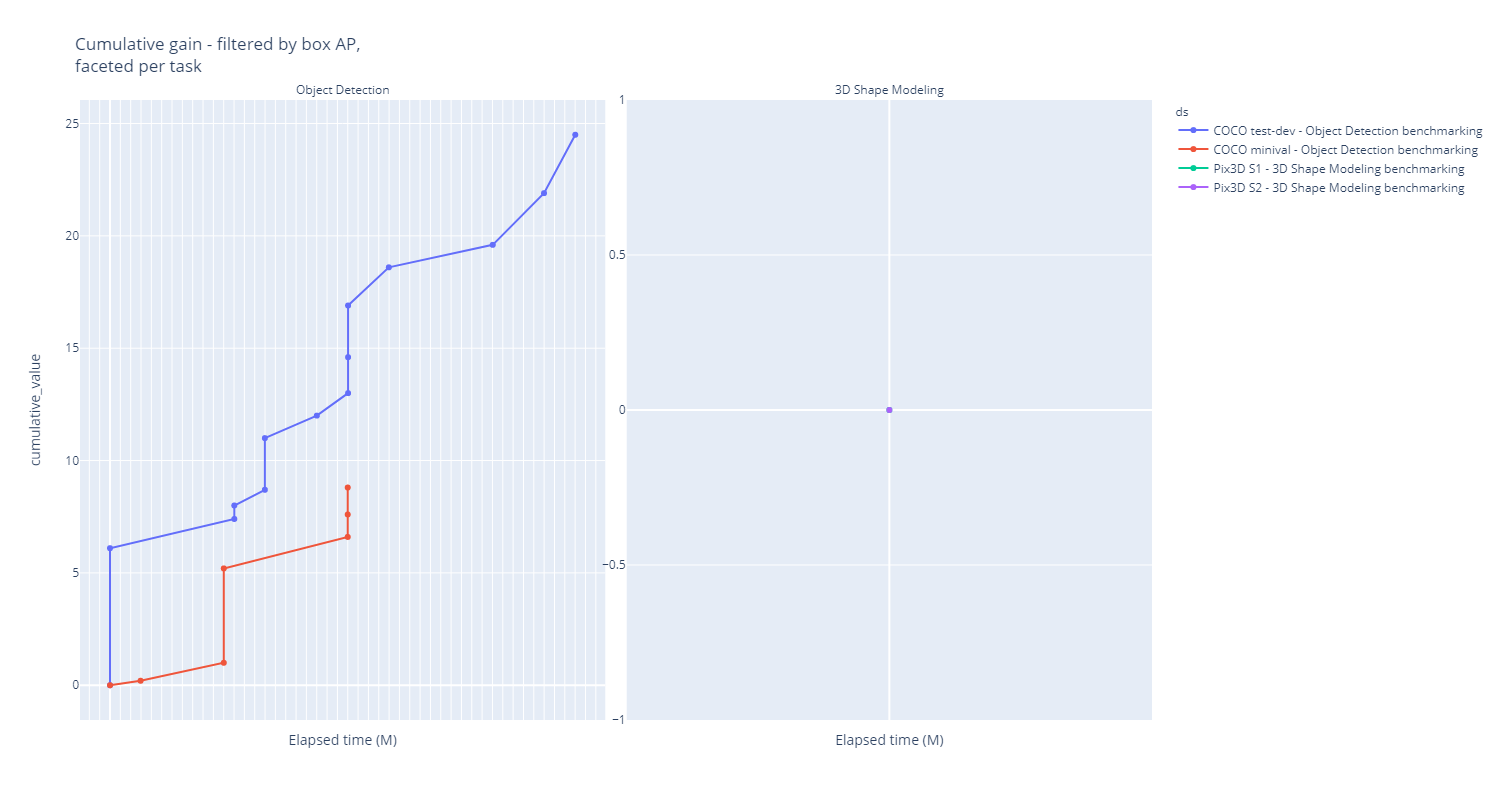 Cumulative gain - filtered by box AP,
faceted per task
Object Detection
3D Shape Modeling
25
20
15
10
5
0
cumulative_value
Elapsed time (M)
1
0.5
0
−0.5
−1
Elapsed time (M)
ds
COCO test-dev - Object Detection benchmarking
COCO minival - Object Detection benchmarking
Pix3D S1 - 3D Shape Modeling benchmarking
Pix3D S2 - 3D Shape Modeling benchmarking